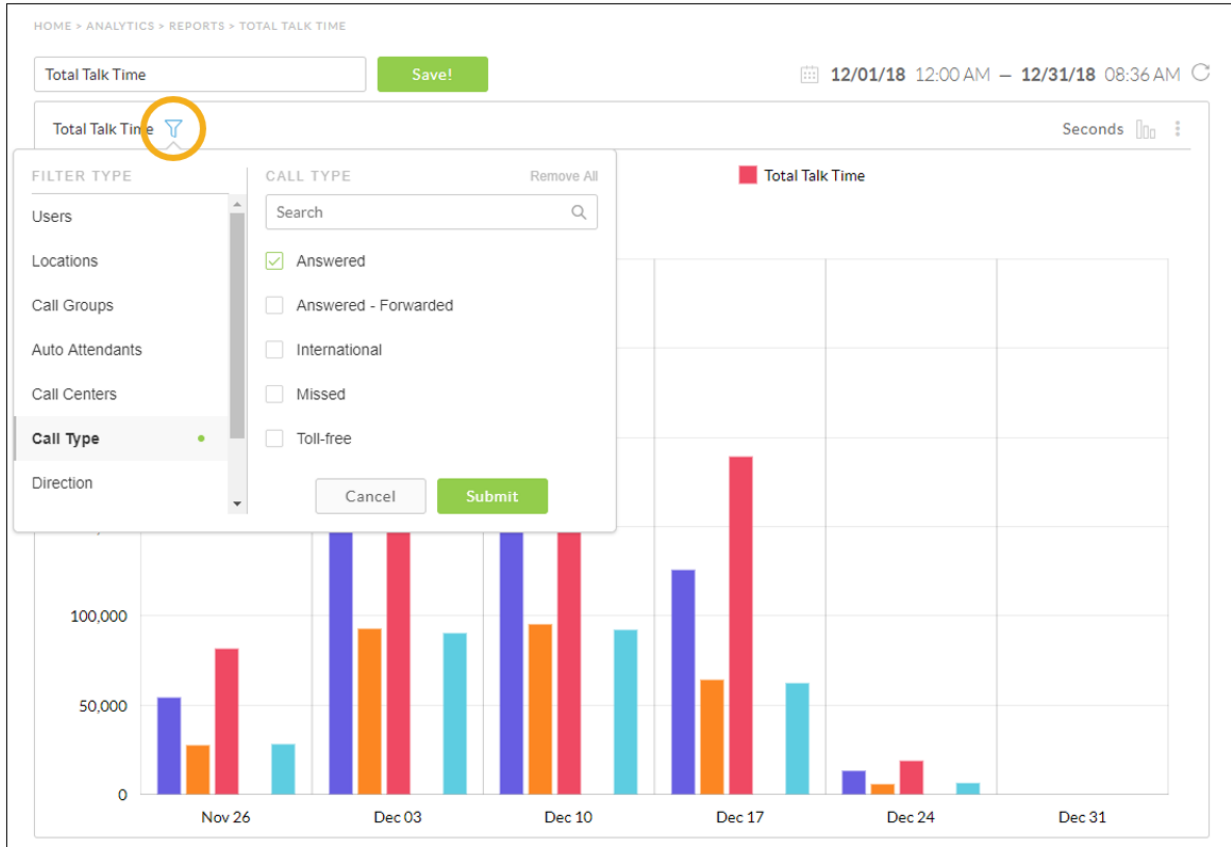 HOME > ANALYTICS > REPORTS > TOTAL TALK TIME
Total Talk Time
Save!
12/01/18 12:00 AM — 12/31/18 08:36 AM
Total Talk Time
Seconds
FILTER TYPE
CALL TYPE
Remove All
Total Talk Time
Users
Search
Locations
Answered
Call Groups
Answered - Forwarded
Auto Attendants
International
Call Centers
Missed
Call Type
Toll-free
Direction
Cancel
Submit
100,000
50,000
0
Nov 26
Dec 03
Dec 10
Dec 17
Dec 24
Dec 31